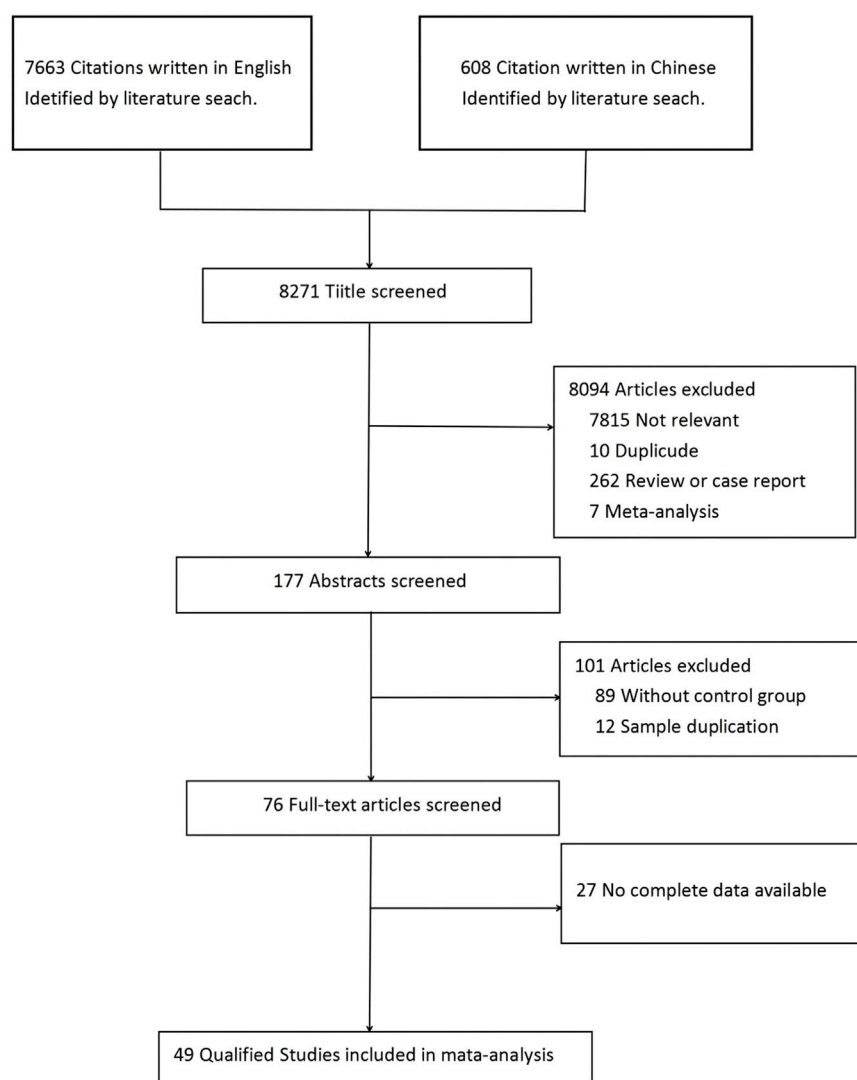 7663 Citations written in English
Idetified by literature seach.
608 Citation written in Chinese
Identified by literature seach.
8271 Tiitle screened
8094 Articles excluded
7815 Not relevant
10 Duplicude
262 Review or case report
7 Meta-analysis
177 Abstracts screened
101 Articles excluded
89 Without control group
12 Sample duplication
76 Full-text articles screened
27 No complete data available
49 Qualified Studies included in mata-analysis